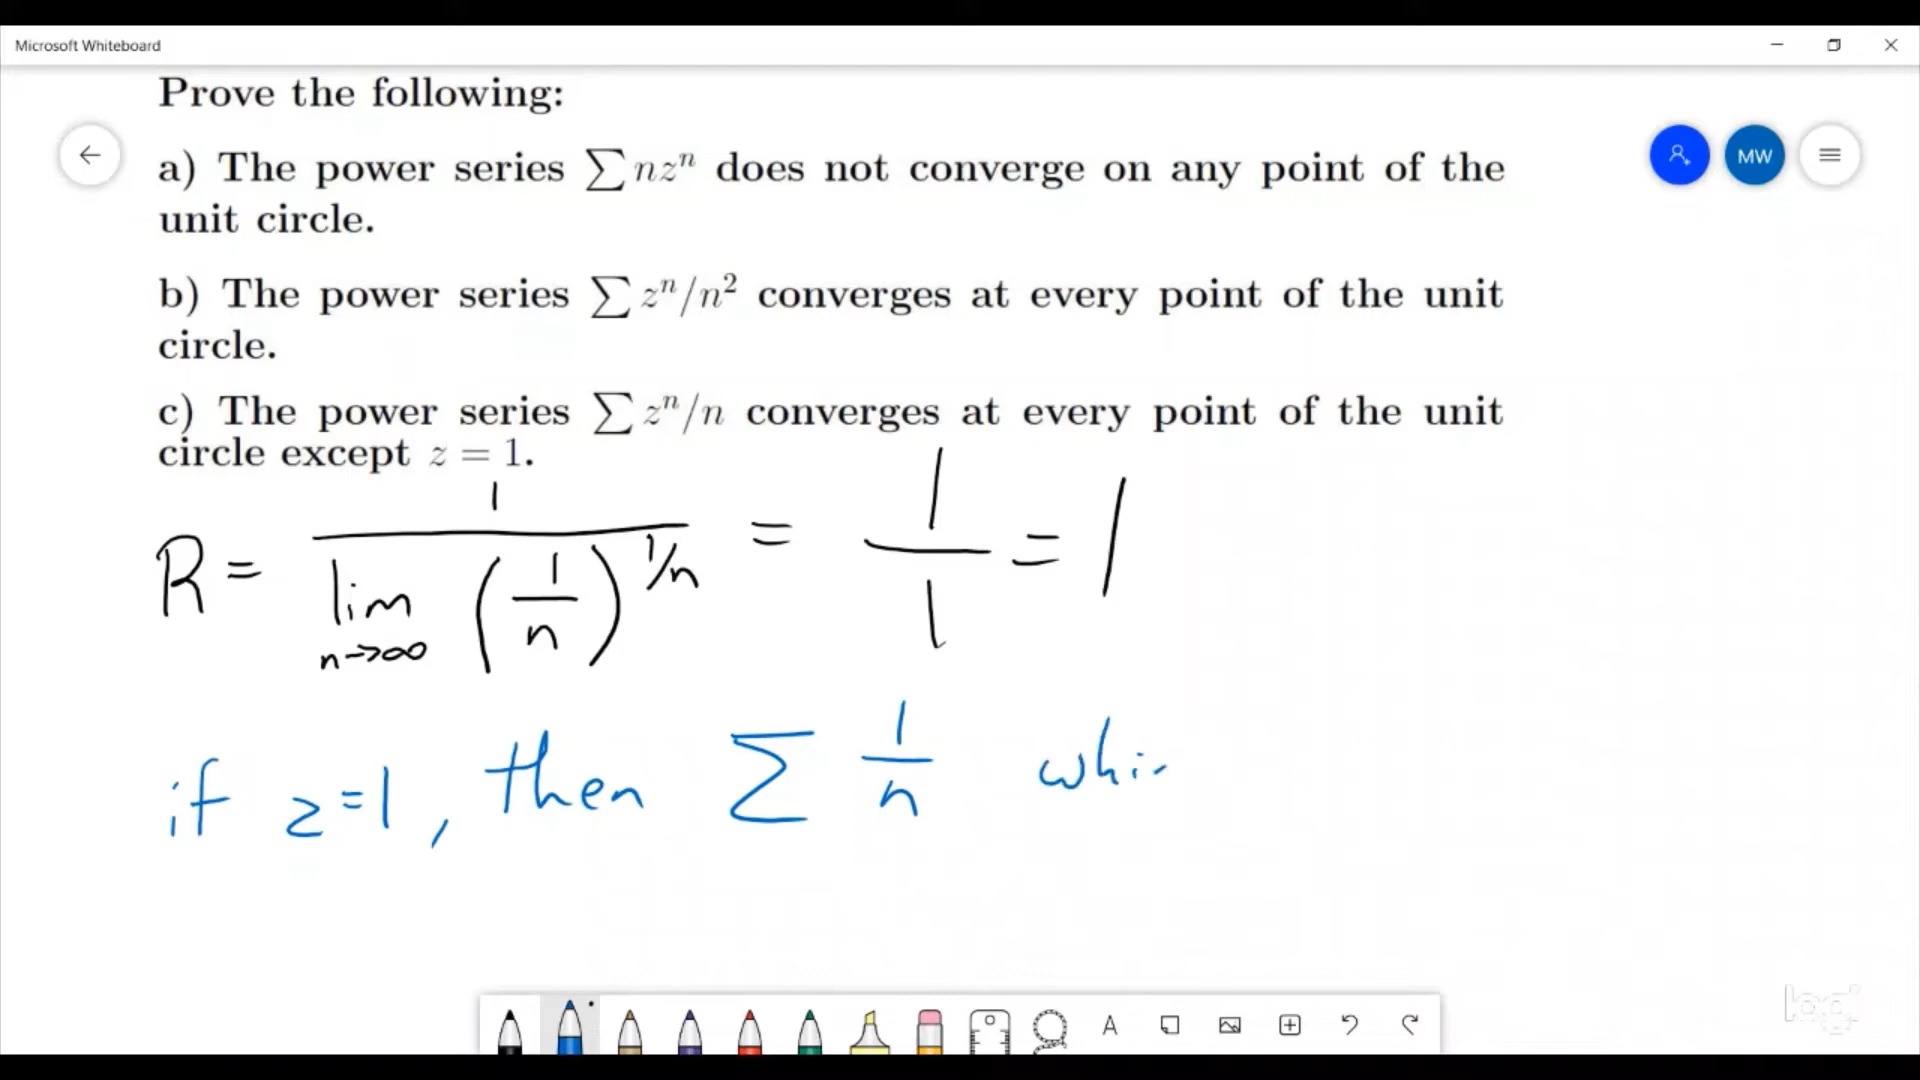 Microsoft Whiteboard
Prove the following:
MW
a) The power series ∑ nzⁿ does not converge on any point of the
unit circle.
b) The power series ∑ zⁿ/n² converges at every point of the unit
circle.
c) The power series ∑ zⁿ/n converges at every point of the unit
circle except z = 1.
R = 1 / lim n→∞ (1/n)^1/n = 1/1 = 1
if z=1, then ∑ 1/n whi
A
logi